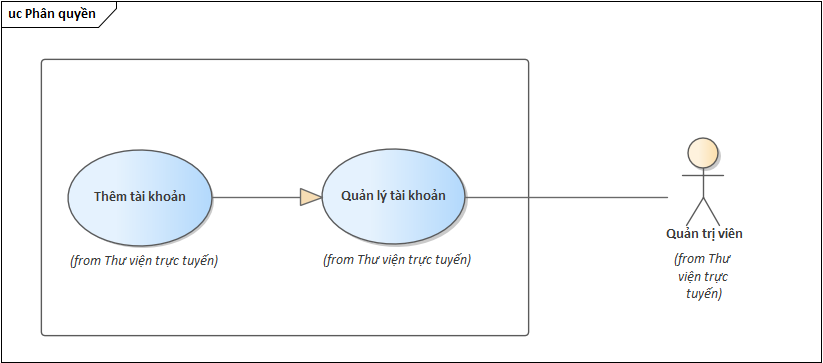 uc Phân quyền
Thêm tài khoản
(from Thư viện trực tuyến)
Quản lý tài khoản
(from Thư viện trực tuyến)
Quản trị viên
(from Thư
viện trực
tuyến)